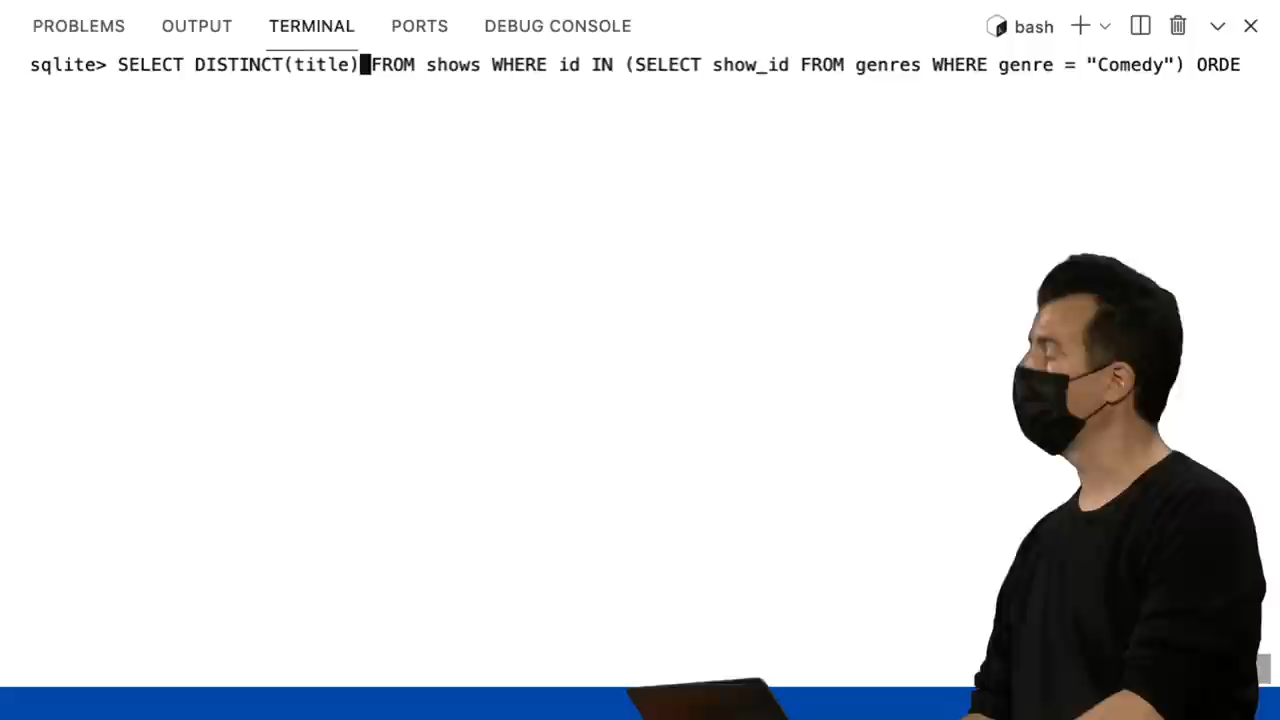 PROBLEMS OUTPUT TERMINAL PORTS DEBUG CONSOLE bash
sqlite> SELECT DISTINCT(title) FROM shows WHERE id IN (SELECT show_id FROM genres WHERE genre = "Comedy") ORDE